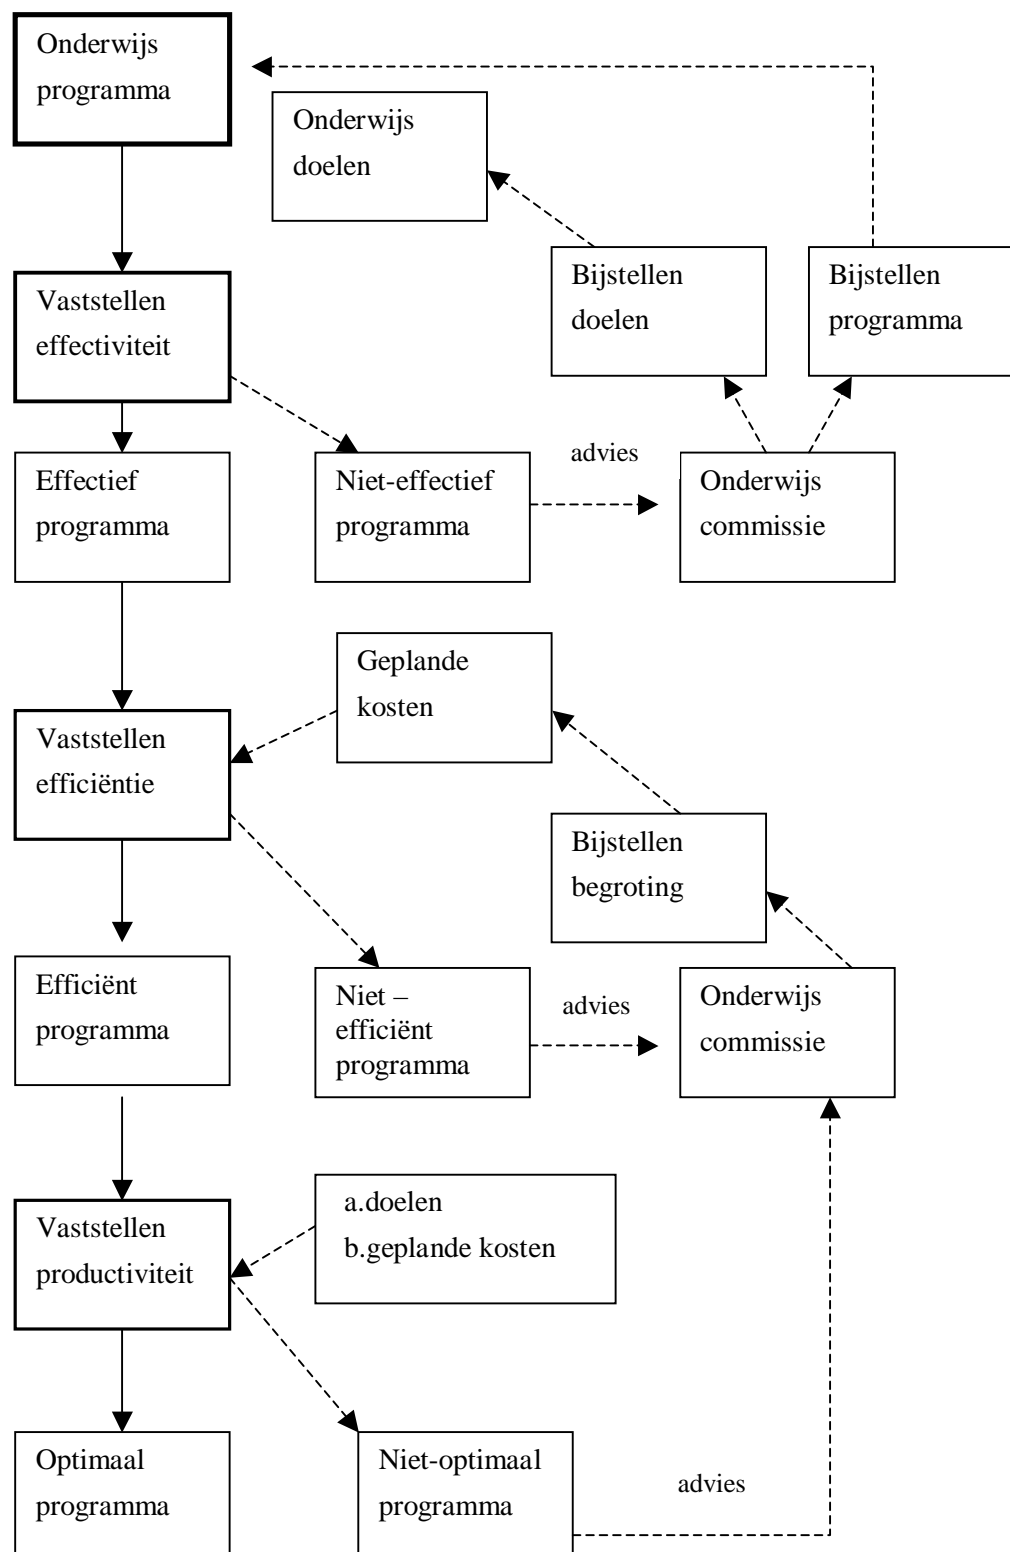 Onderwijs
programma
Onderwijs
doelen
Vaststellen
effectiviteit
Bijstellen
doelen
Bijstellen
programma
Effectief
programma
Niet-effectief
programma
advies
Onderwijs
commissie
Geplande
kosten
Vaststellen
efficiëntie
Bijstellen
begroting
Efficiënt
programma
Niet –
efficiënt
programma
advies
Onderwijs
commissie
Vaststellen
productiviteit
a.doelen
b.geplande kosten
Optimaal
programma
Niet-optimaal
programma
advies